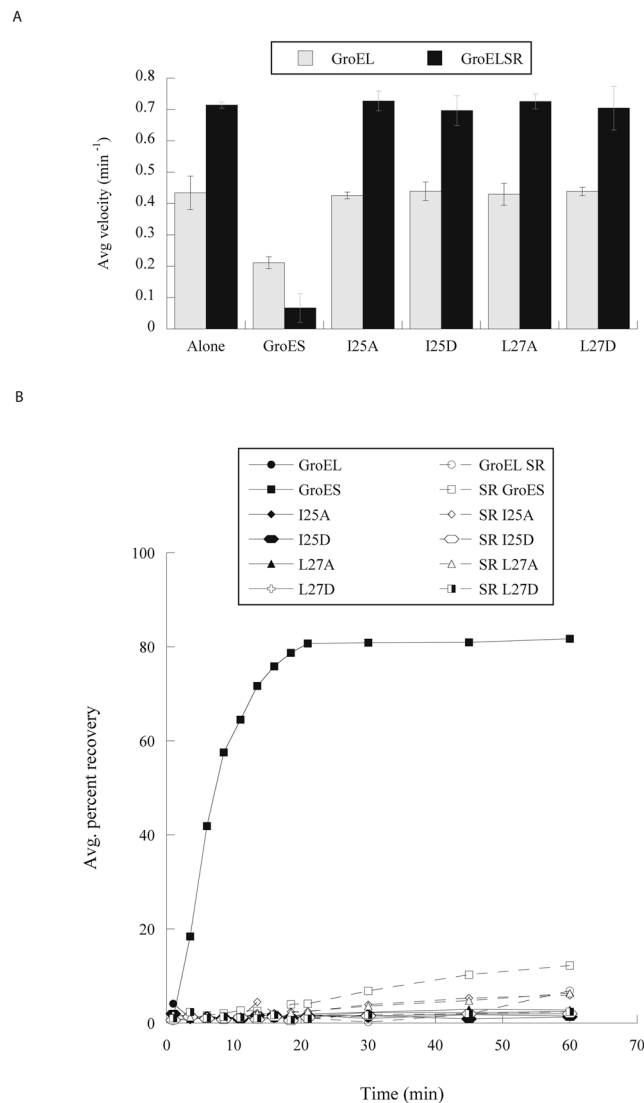 A
GroEL GroELSR
0.8
0.7
0.6
0.5
0.4
0.3
0.2
0.1
0
Avg velocity (min -1)
Alone GroES I25A I25D L27A L27D
B
GroEL GroEL SR
GroES SR GroES
I25A SR I25A
I25D SR I25D
L27A SR L27A
L27D SR L27D
100
80
60
40
20
0
Avg. percent recovery
0 10 20 30 40 50 60 70
Time (min)